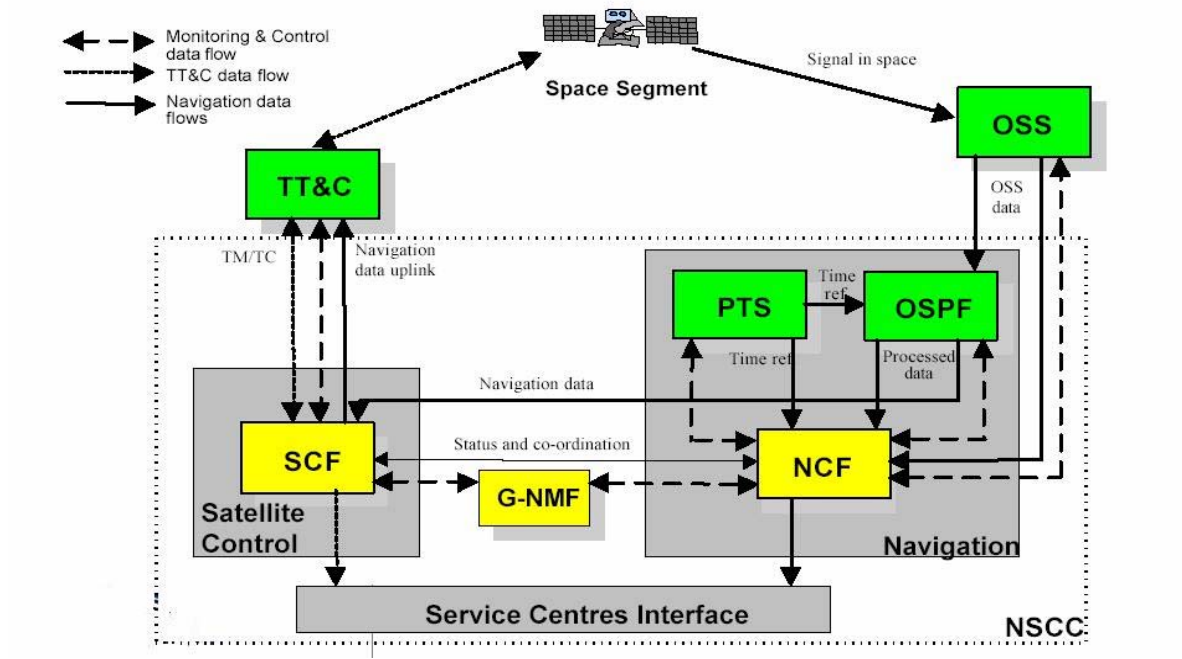 Monitoring & Control
data flow
TT&C data flow
Navigation data
flows
Space Segment
Signal in space
OSS
TT&C
OSS
data
TM/TC
Navigation
data uplink
PTS
Time
ref
OSPF
Time ref
Processed
data
Navigation data
SCF
Status and co-ordination
NCF
G-NMF
Satellite
Control
Navigation
Service Centres Interface
NSCC